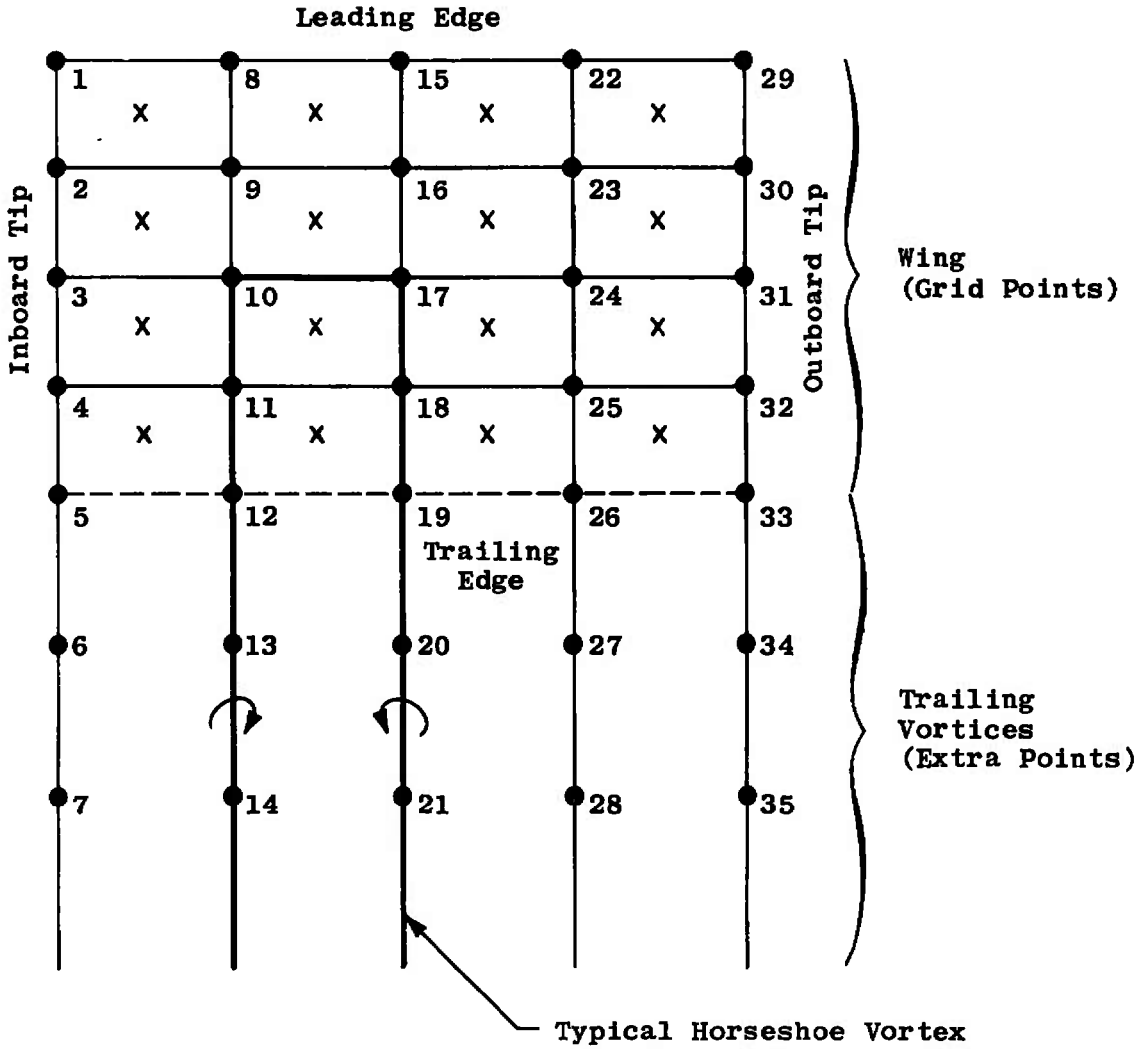 Leading Edge
1 8 15 22 29
X X X X
2 9 16 23 30
X X X X
Inboard Tip
Outboard Tip
Wing
(Grid Points)
3 10 17 24 31
X X X X
4 11 18 25 32
X X X X
5 12 19 26 33
Trailing
Edge
6 13 20 27 34
Trailing
Vortices
(Extra Points)
7 14 21 28 35
Typical Horseshoe Vortex